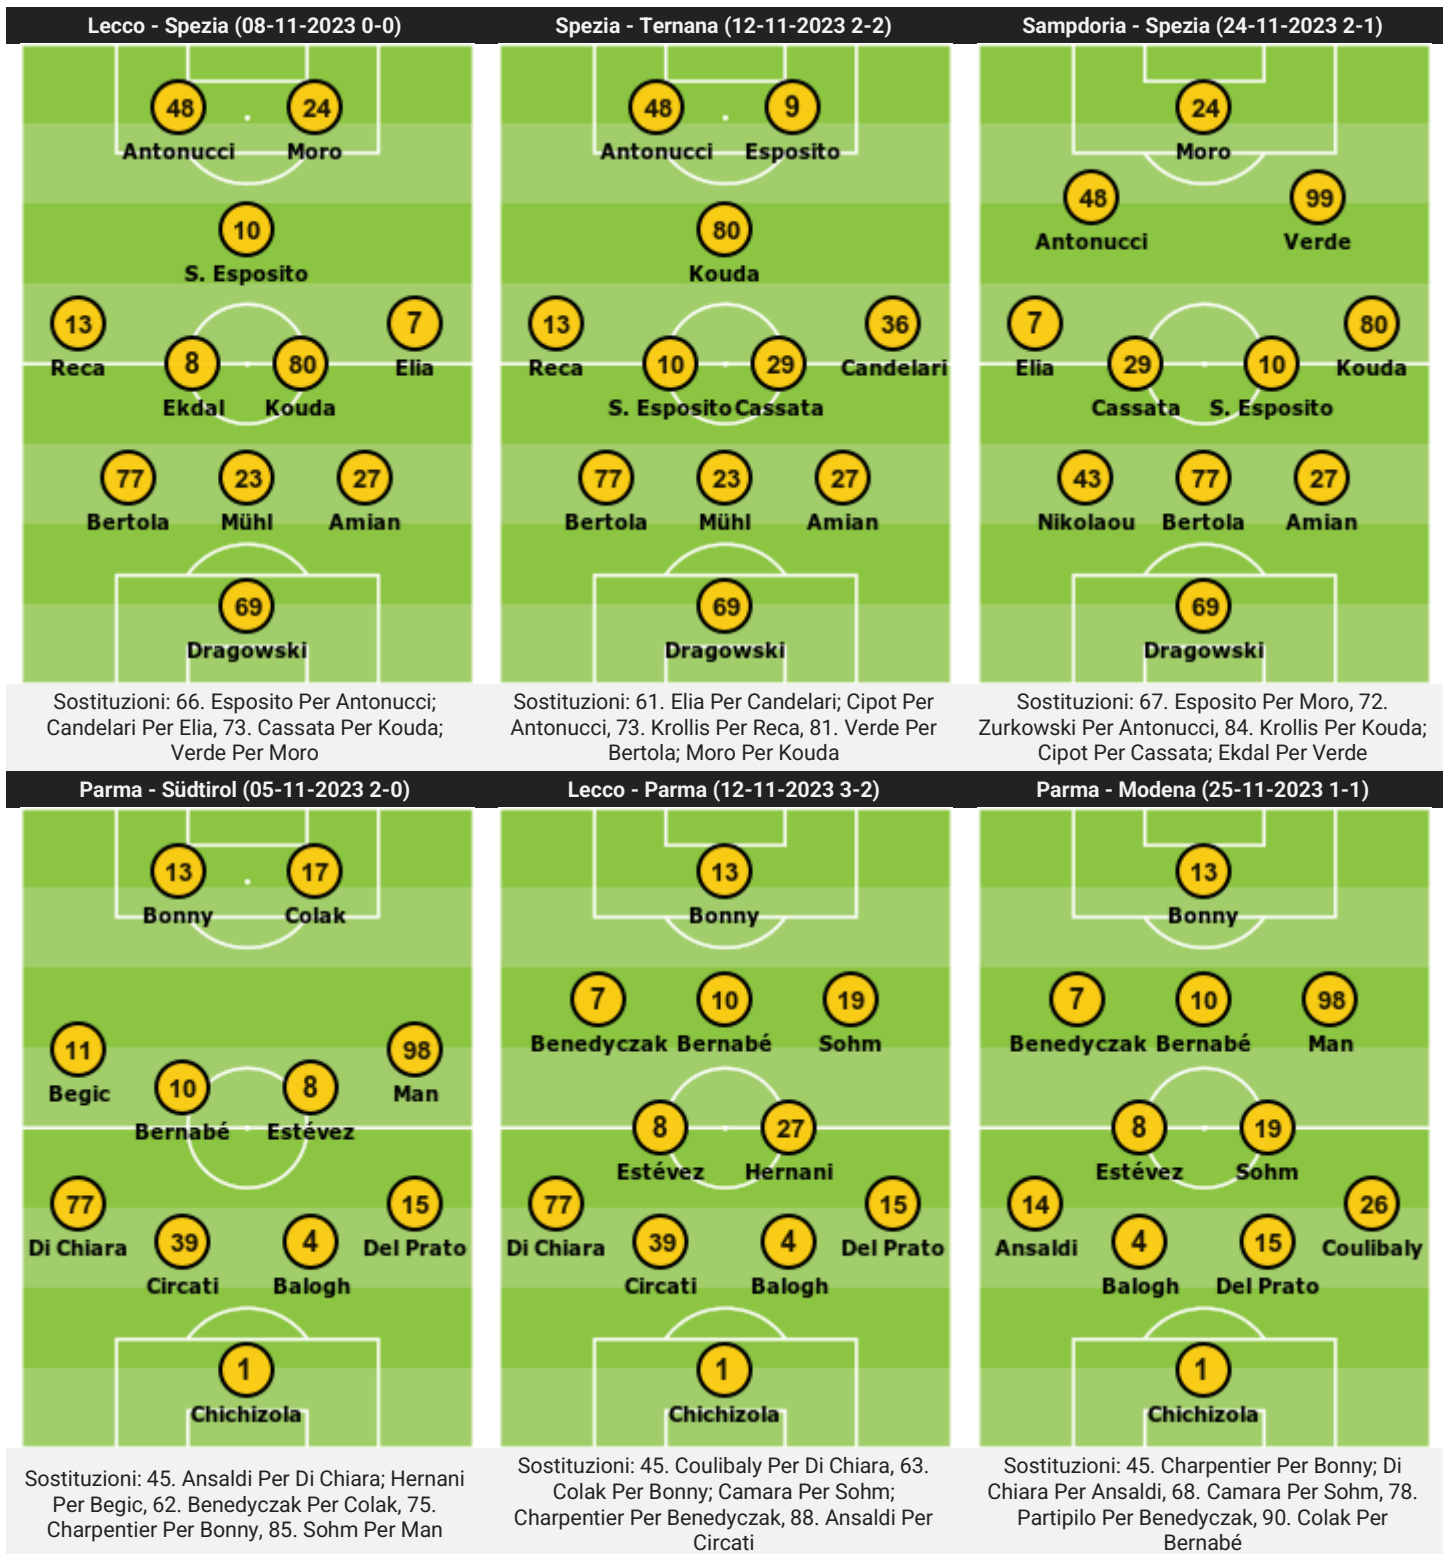 Lecco - Spezia (08-11-2023 0-0)
48 24
Antonucci Moro
10
S. Esposito
13 7
Reca Elia
8 80
Ekdal Kouda
77 23 27
Bertola Mühl Amian
69
Dragowski
Sostituzioni: 66. Esposito Per Antonucci;
Candelari Per Elia, 73. Cassata Per Kouda;
Verde Per Moro
Spezia - Ternana (12-11-2023 2-2)
48 9
Antonucci Esposito
80
Kouda
13 36
Reca Candelari
10 29
S. Esposito Cassata
77 23 27
Bertola Mühl Amian
69
Dragowski
Sostituzioni: 61. Elia Per Candelari; Cipot Per
Antonucci, 73. Krollis Per Reca, 81. Verde Per
Bertola; Moro Per Kouda
Sampdoria - Spezia (24-11-2023 2-1)
24
Moro
48 99
Antonucci Verde
7 80
Elia Kouda
29 10
Cassata S. Esposito
43 77 27
Nikolaou Bertola Amian
69
Dragowski
Sostituzioni: 67. Esposito Per Moro, 72.
Zurkowski Per Antonucci, 84. Krollis Per Kouda;
Cipot Per Cassata; Ekdal Per Verde
Parma - Südtirol (05-11-2023 2-0)
13 17
Bonny Colak
11 98
Begic Man
10 8
Bernabé Estévez
77 15
Di Chiara Del Prato
39 4
Circati Balogh
1
Chichizola
Sostituzioni: 45. Ansaldi Per Di Chiara; Hernani
Per Begic, 62. Benedyczak Per Colak, 75.
Charpentier Per Bonny, 85. Sohm Per Man
Lecco - Parma (12-11-2023 3-2)
13
Bonny
7 10 19
Benedyczak Bernabé Sohm
8 27
Estévez Hernani
77 15
Di Chiara Del Prato
39 4
Circati Balogh
1
Chichizola
Sostituzioni: 45. Coulibaly Per Di Chiara, 63.
Colak Per Bonny; Camara Per Sohm;
Charpentier Per Benedyczak, 88. Ansaldi Per
Circati
Parma - Modena (25-11-2023 1-1)
13
Bonny
7 10 98
Benedyczak Bernabé Man
8 19
Estévez Sohm
14 26
Ansaldi Coulibaly
4 15
Balogh Del Prato
1
Chichizola
Sostituzioni: 45. Charpentier Per Bonny; Di
Chiara Per Ansaldi, 68. Camara Per Sohm, 78.
Partipilo Per Benedyczak, 90. Colak Per
Bernabé